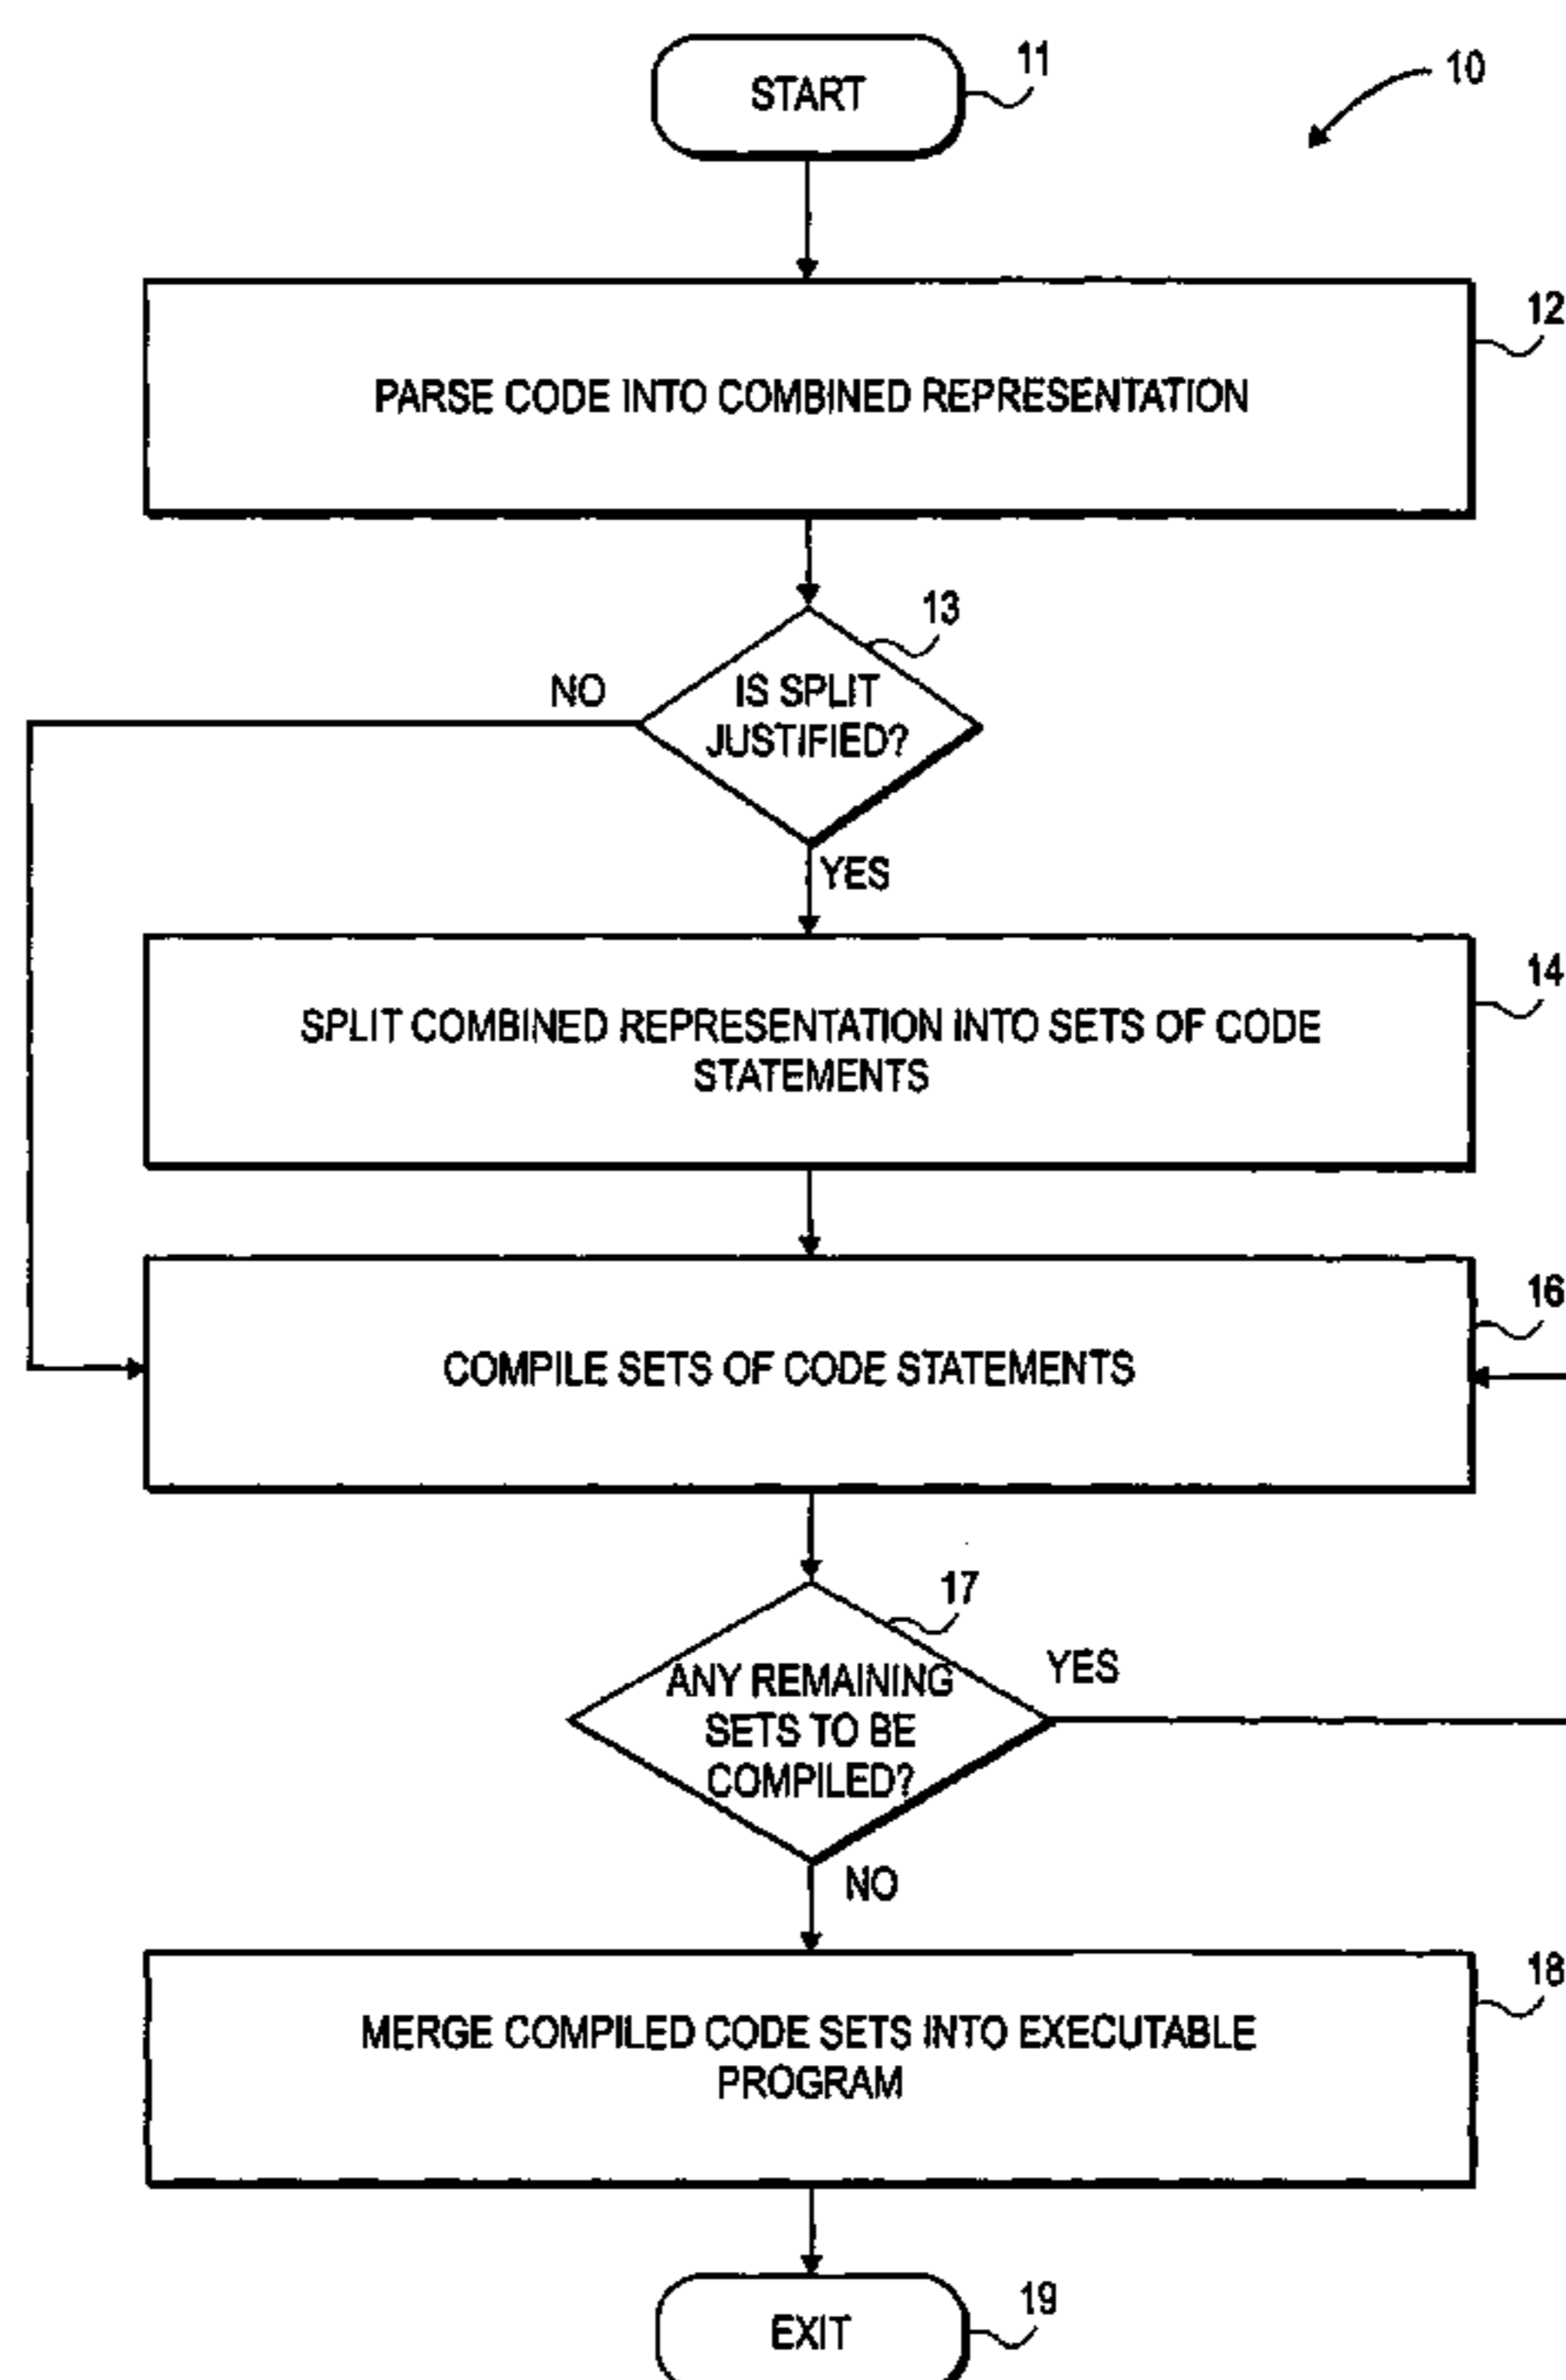 START
11
10
PARSE CODE INTO COMBINED REPRESENTATION
12
13
NO
IS SPLIT
JUSTIFIED?
YES
14
SPLIT COMBINED REPRESENTATION INTO SETS OF CODE
STATEMENTS
16
COMPILE SETS OF CODE STATEMENTS
17
YES
ANY REMAINING
SETS TO BE
COMPILED?
NO
18
MERGE COMPILED CODE SETS INTO EXECUTABLE
PROGRAM
19
EXIT